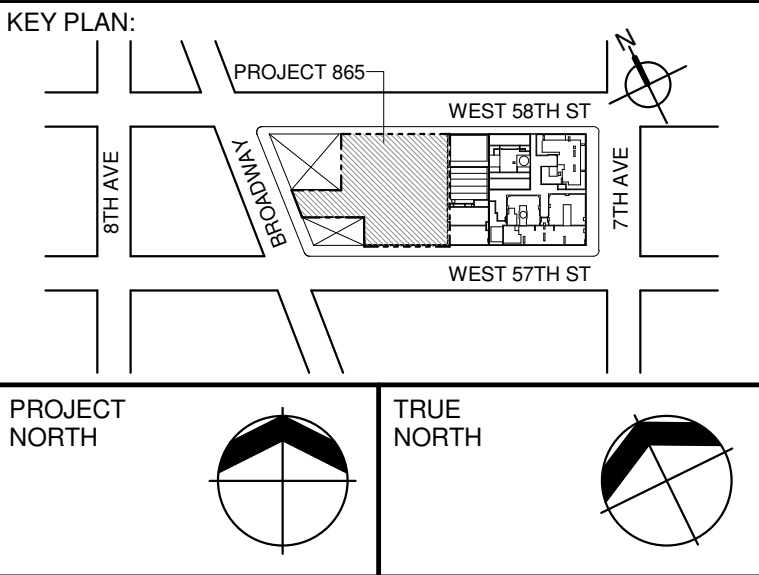 KEY PLAN:
N
PROJECT 865
WEST 58TH ST
8TH AVE
BROADWAY
7TH AVE
WEST 57TH ST
PROJECT
NORTH
TRUE
NORTH